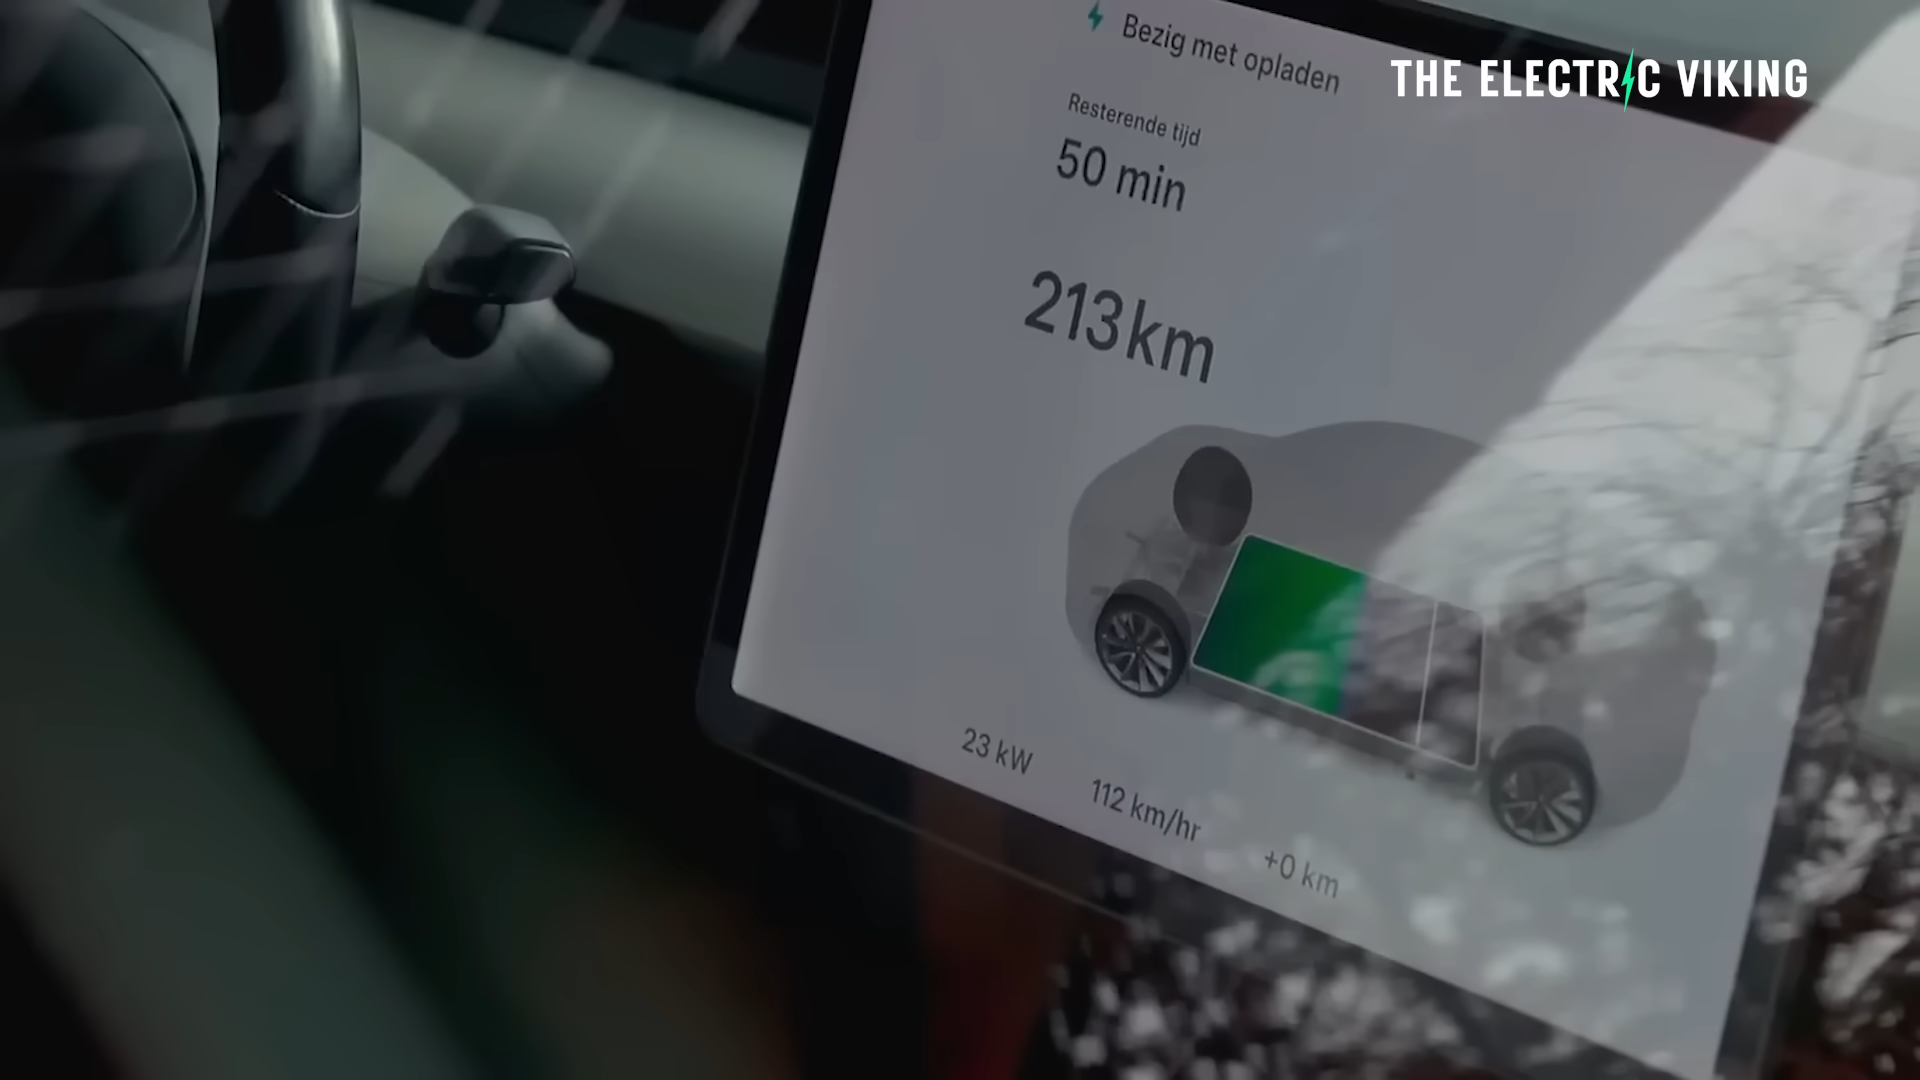 THE ELECTRIC VIKING
Bezig met opladen
Resterende tijd
50 min
213km
23 kW
112 km/hr
+0 km